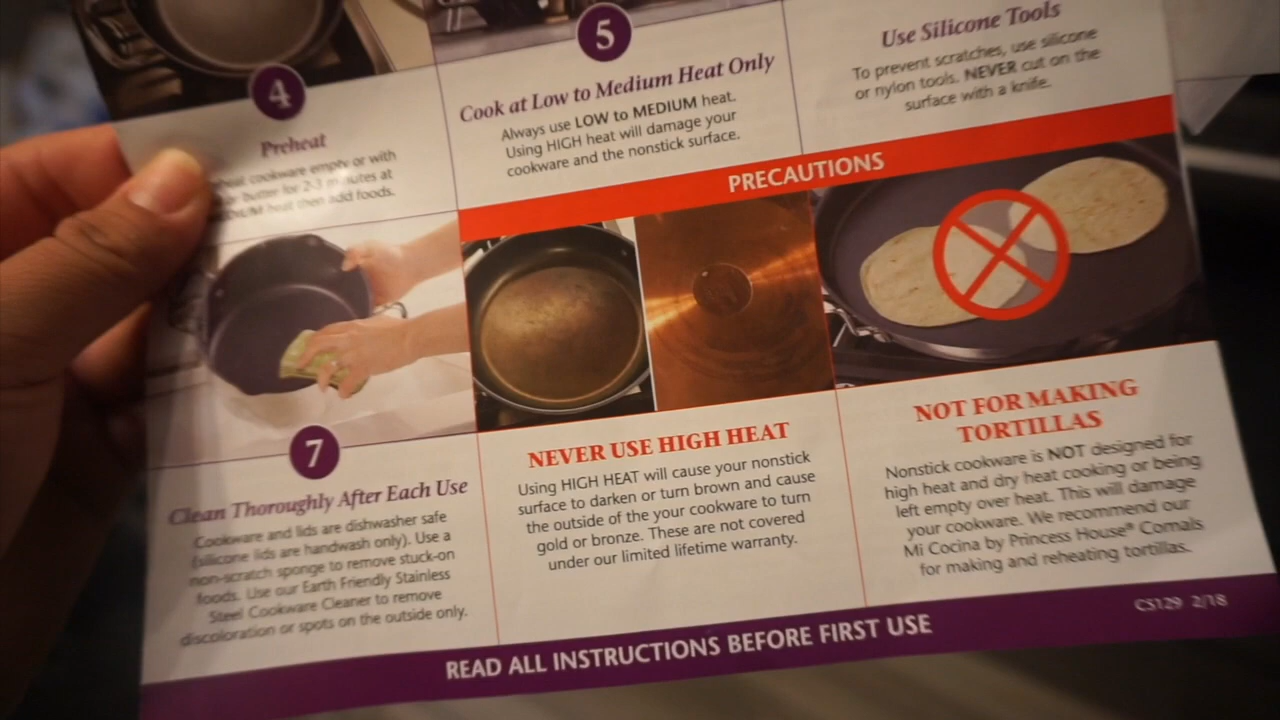 4
Preheat
cookware empty or with
or butter for 2-3 minutes at
heat then add foods.
5
Cook at Low to Medium Heat Only
Always use LOW to MEDIUM heat.
Using HIGH heat will damage your
cookware and the nonstick surface.
Use Silicone Tools
To prevent scratches, use silicone
or nylon tools. NEVER cut on the
surface with a knife.
PRECAUTIONS
7
Clean Thoroughly After Each Use
Cookware and lids are dishwasher safe
(silicone lids are handwash only). Use a
non-scratch sponge to remove stuck-on
foods. Use our Earth Friendly Stainless
Steel Cookware Cleaner to remove
discoloration or spots on the outside only.
NEVER USE HIGH HEAT
Using HIGH HEAT will cause your nonstick
surface to darken or turn brown and cause
the outside of the your cookware to turn
gold or bronze. These are not covered
under our limited lifetime warranty.
NOT FOR MAKING
TORTILLAS
Nonstick cookware is NOT designed for
high heat and dry heat cooking or being
left empty over heat. This will damage
your cookware. We recommend our
Mi Cocina by Princess House® Comals
for making and reheating tortillas.
READ ALL INSTRUCTIONS BEFORE FIRST USE
CS129 2/18